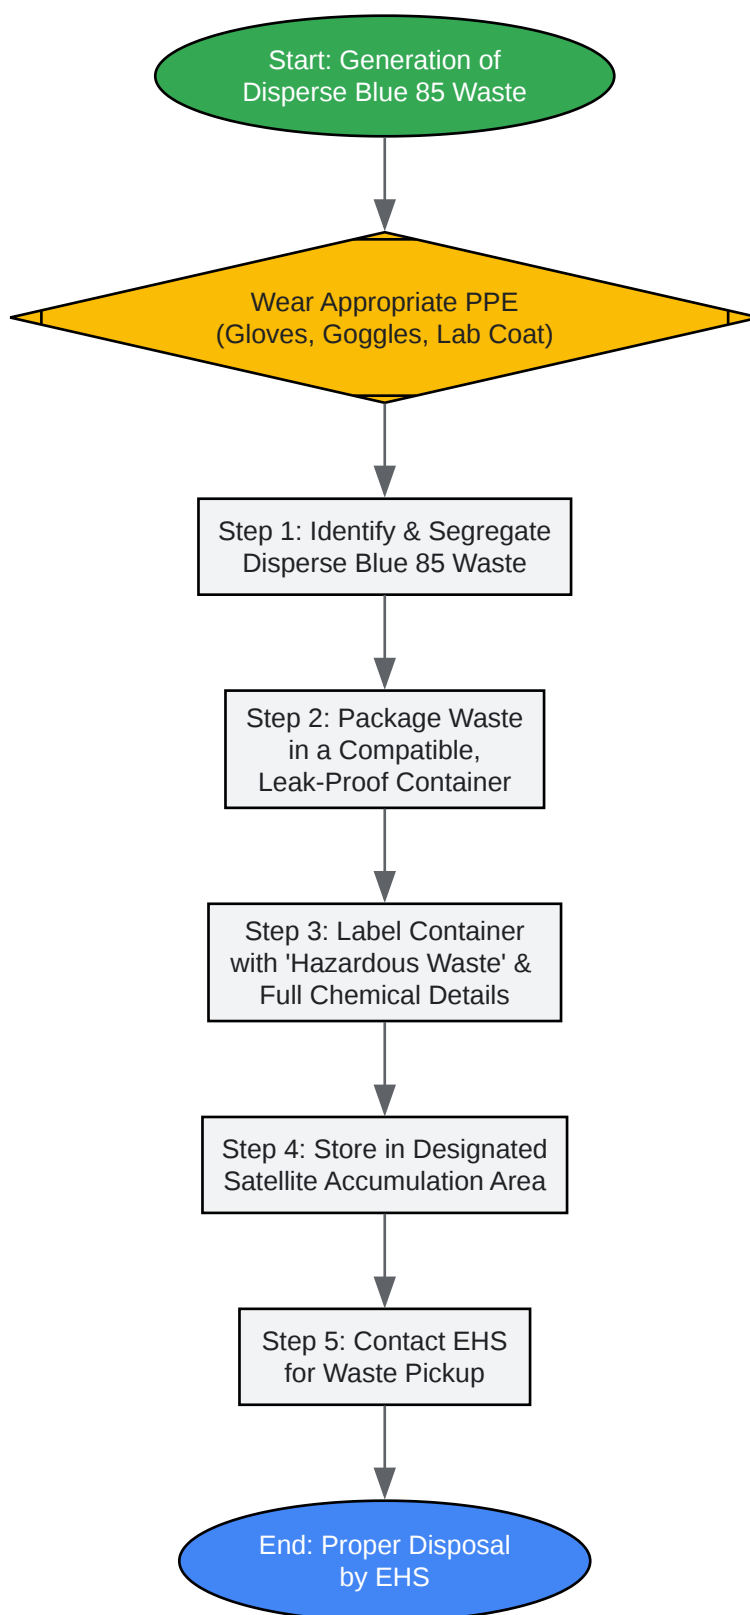 Start: Generation of
Disperse Blue 85 Waste
Wear Appropriate PPE
(Gloves, Goggles, Lab Coat)
Step 1: Identify & Segregate
Disperse Blue 85 Waste
Step 2: Package Waste
in a Compatible,
Leak-Proof Container
Step 3: Label Container
with 'Hazardous Waste' &
Full Chemical Details
Step 4: Store in Designated
Satellite Accumulation Area
Step 5: Contact EHS
for Waste Pickup
End: Proper Disposal
by EHS